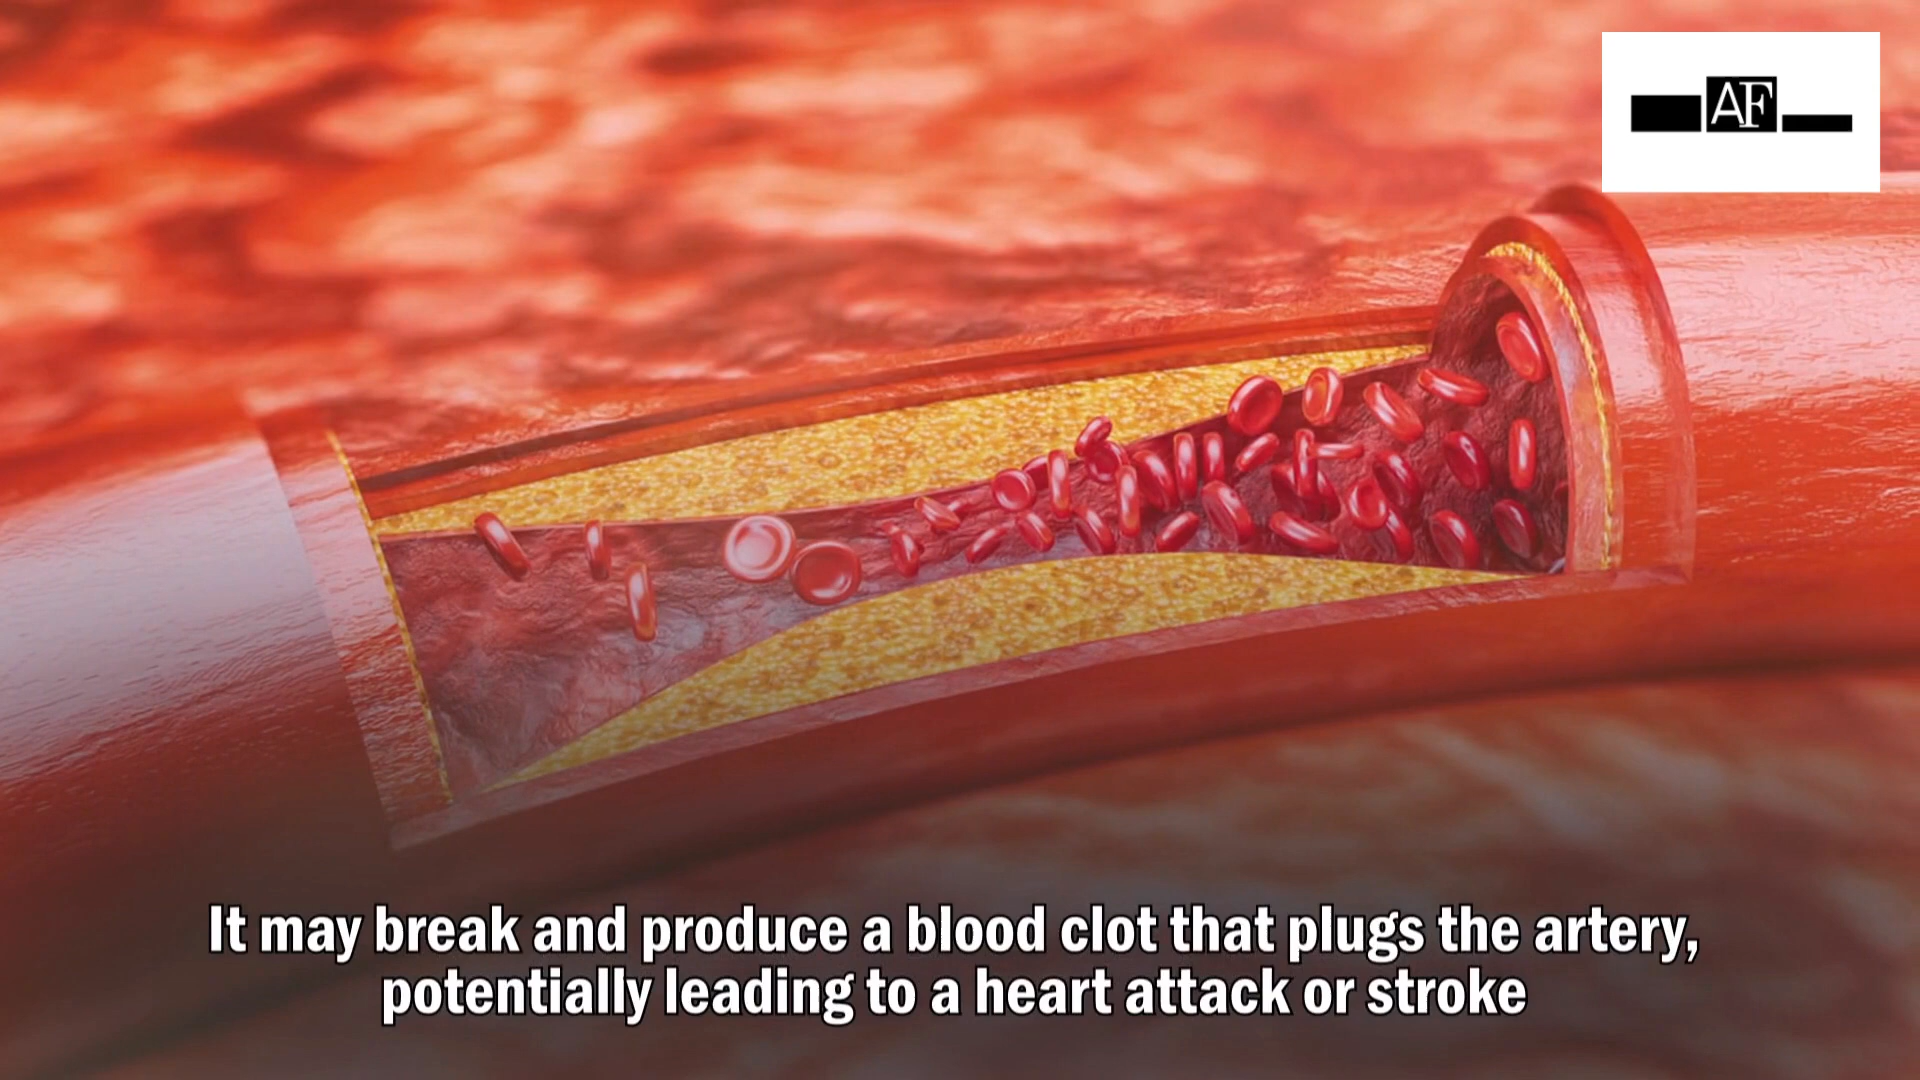 AF
It may break and produce a blood clot that plugs the artery,
potentially leading to a heart attack or stroke